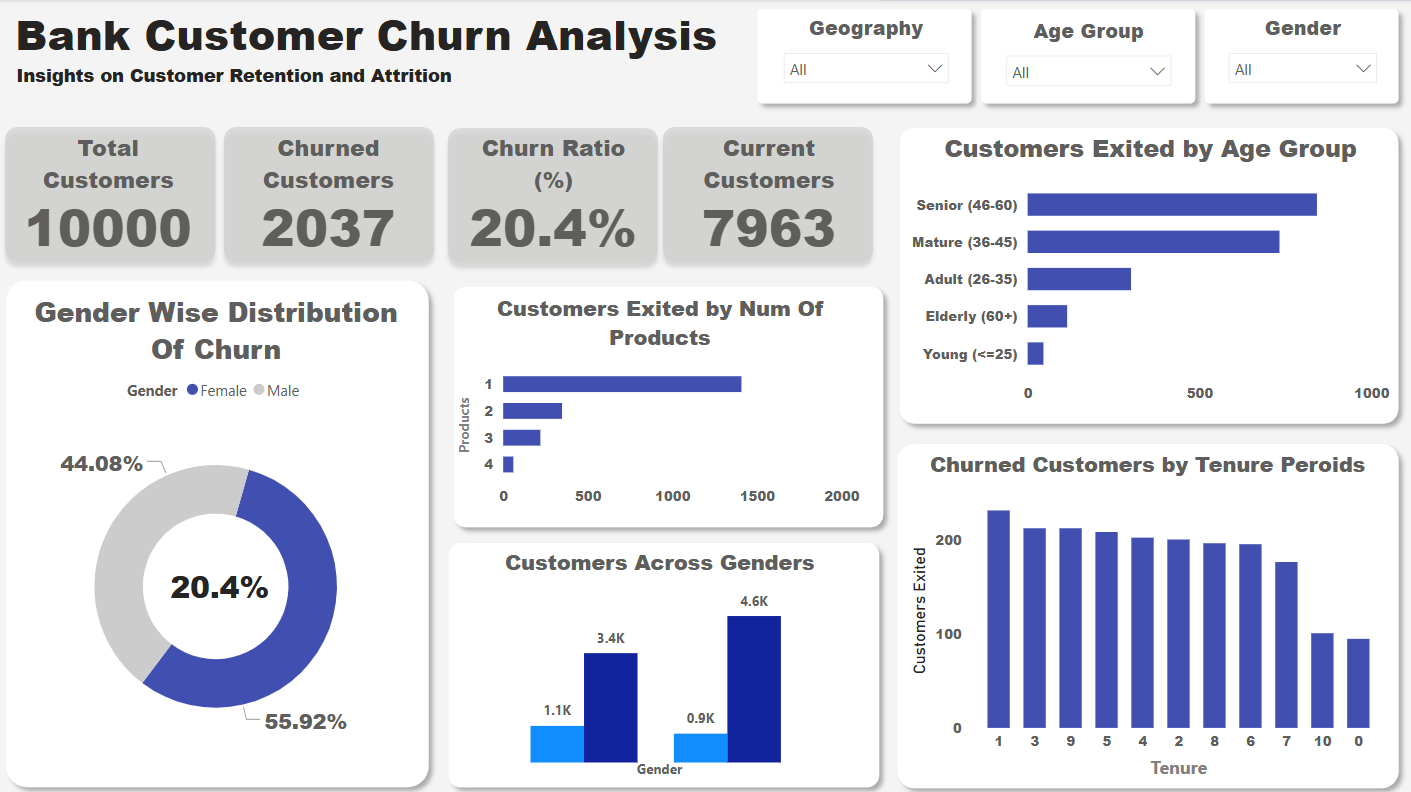 Bank Customer Churn Analysis
Insights on Customer Retention and Attrition
Geography
All
Age Group
All
Gender
All
Total
Customers
10000
Churned
Customers
2037
Churn Ratio
(%)
20.4%
Current
Customers
7963
Customers Exited by Age Group
Senior (46-60)
Mature (36-45)
Adult (26-35)
Elderly (60+)
Young (<=25)
0 500 1000
Gender Wise Distribution
Of Churn
Gender Female Male
44.08%
20.4%
55.92%
Customers Exited by Num Of
Products
Products
1
2
3
4
0 500 1000 1500 2000
Customers Across Genders
1.1K 3.4K 0.9K 4.6K
Gender
Churned Customers by Tenure Peroids
Customers Exited
200
100
0
1 3 9 5 4 2 8 6 7 10 0
Tenure